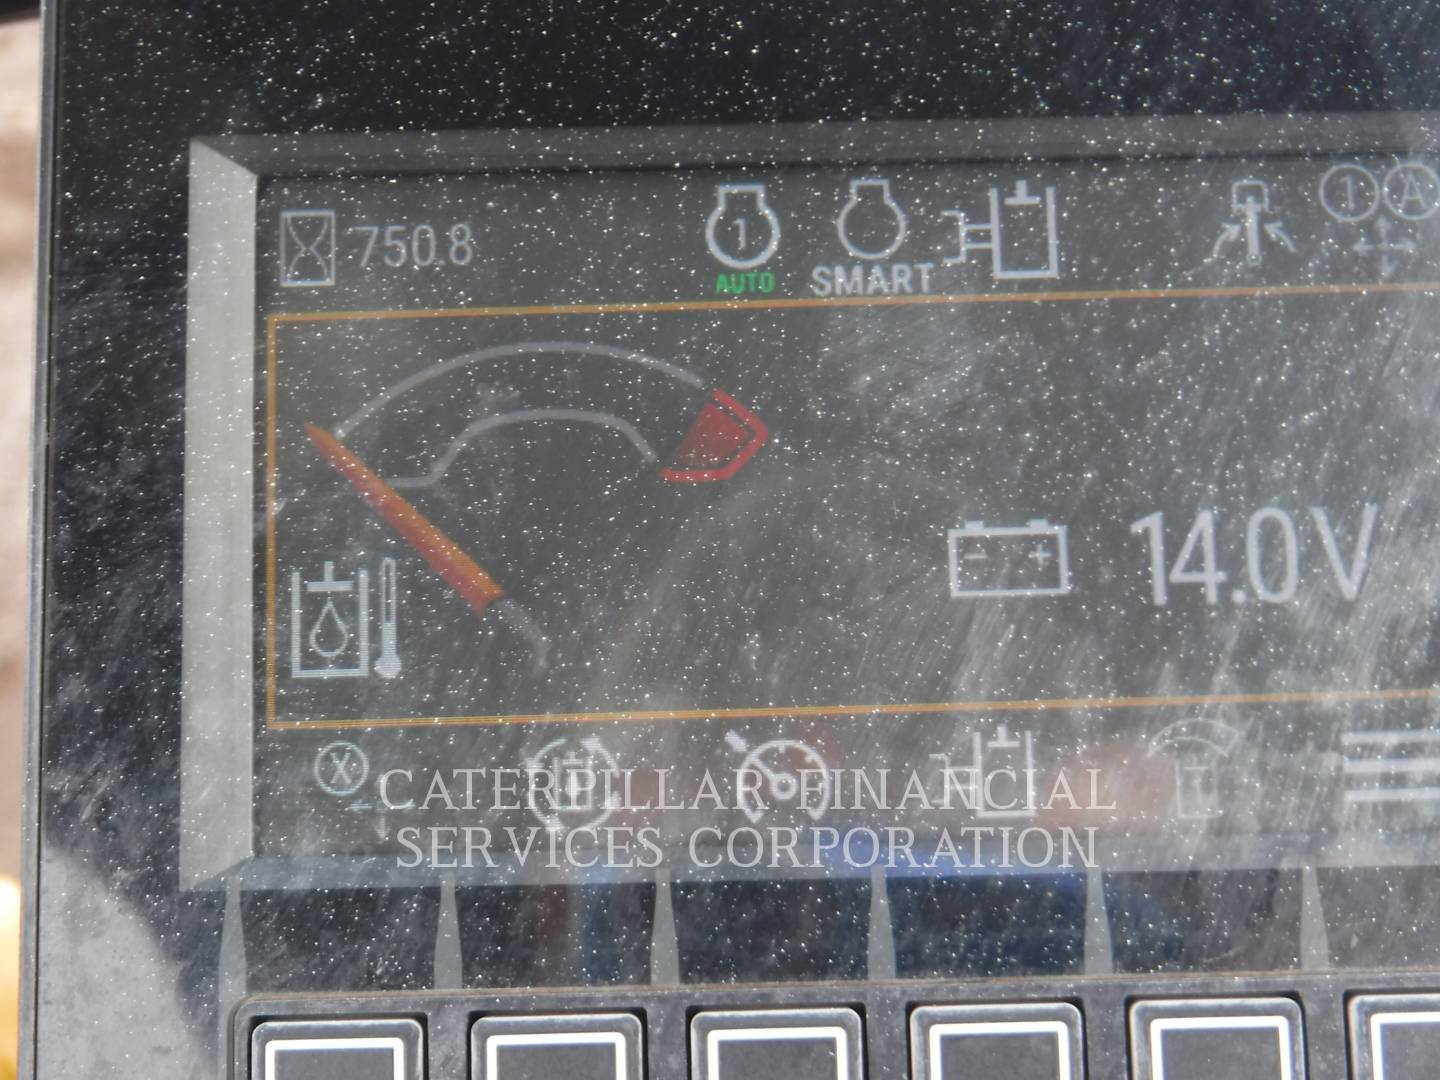 750.8
1
AUTO
SMART
1 A
14.0V
X
CATERPILLAR FINANCIAL
SERVICES CORPORATION